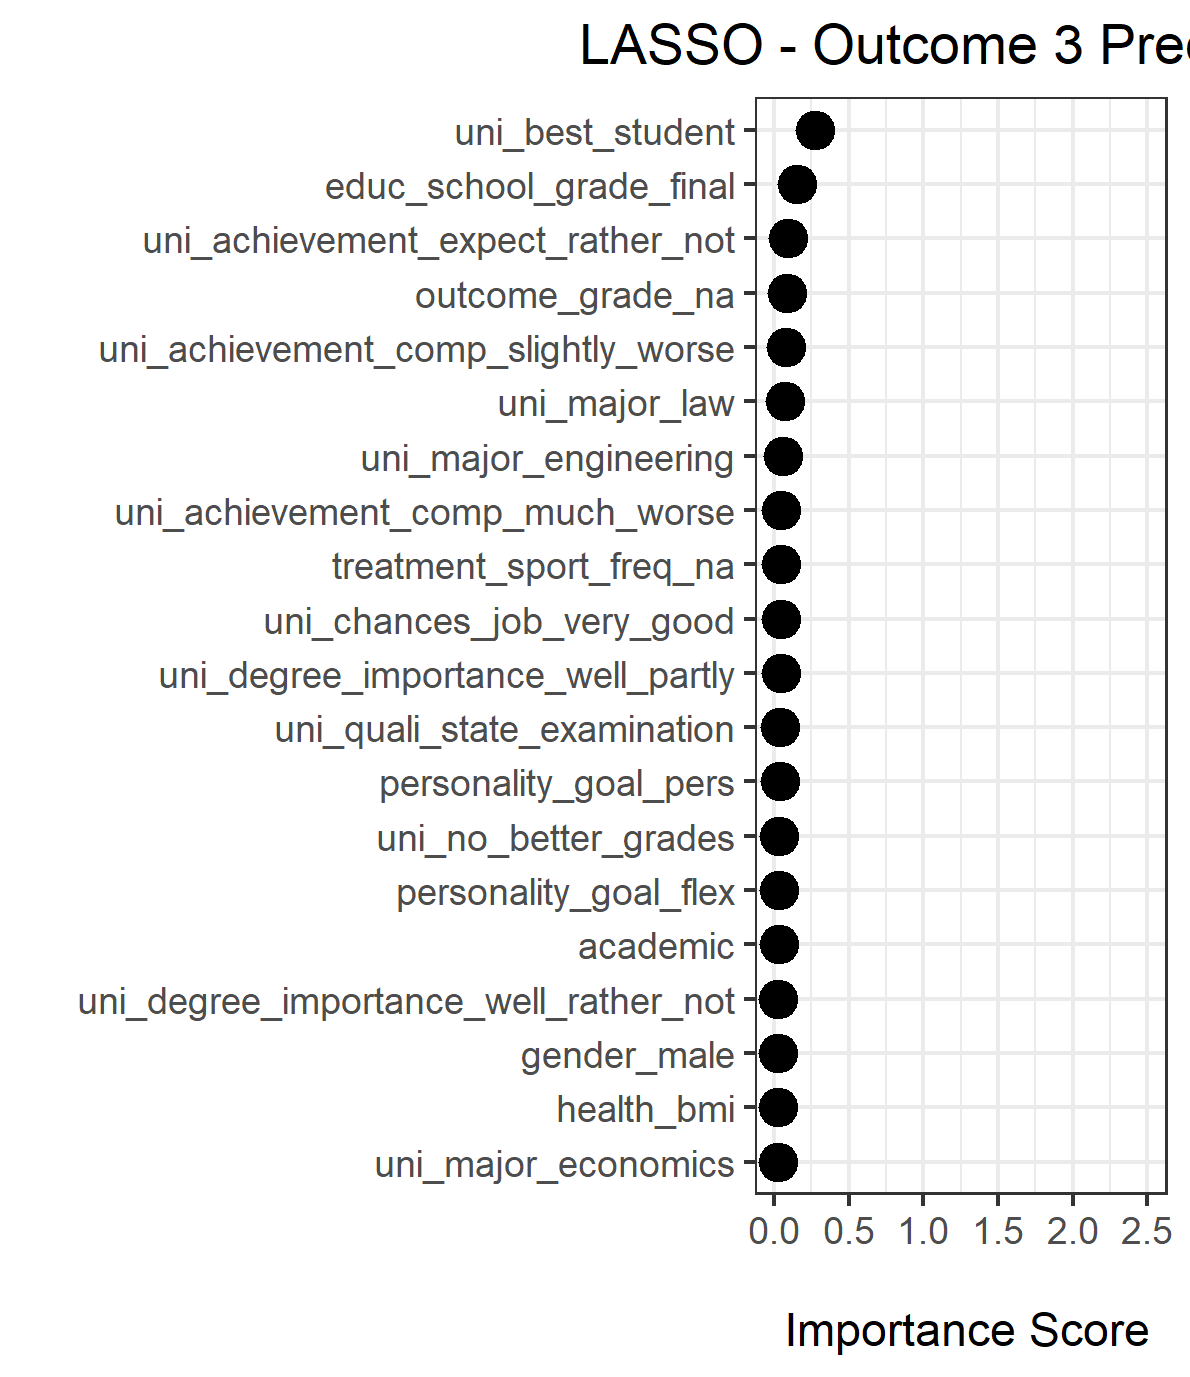 LASSO - Outcome 3
uni_best_student
educ_school_grade_final
uni_achievement_expect_rather_not
outcome_grade_na
uni_achievement_comp_slightly_worse
uni_major_law
uni_major_engineering
uni_achievement_comp_much_worse
treatment_sport_freq_na
uni_chances_job_very_good
uni_degree_importance_well_partly
uni_quali_state_examination
personality_goal_pers
uni_no_better_grades
personality_goal_flex
academic
uni_degree_importance_well_rather_not
gender_male
health_bmi
uni_major_economics
0.0 0.5 1.0 1.5 2.0 2.5
Importance Score